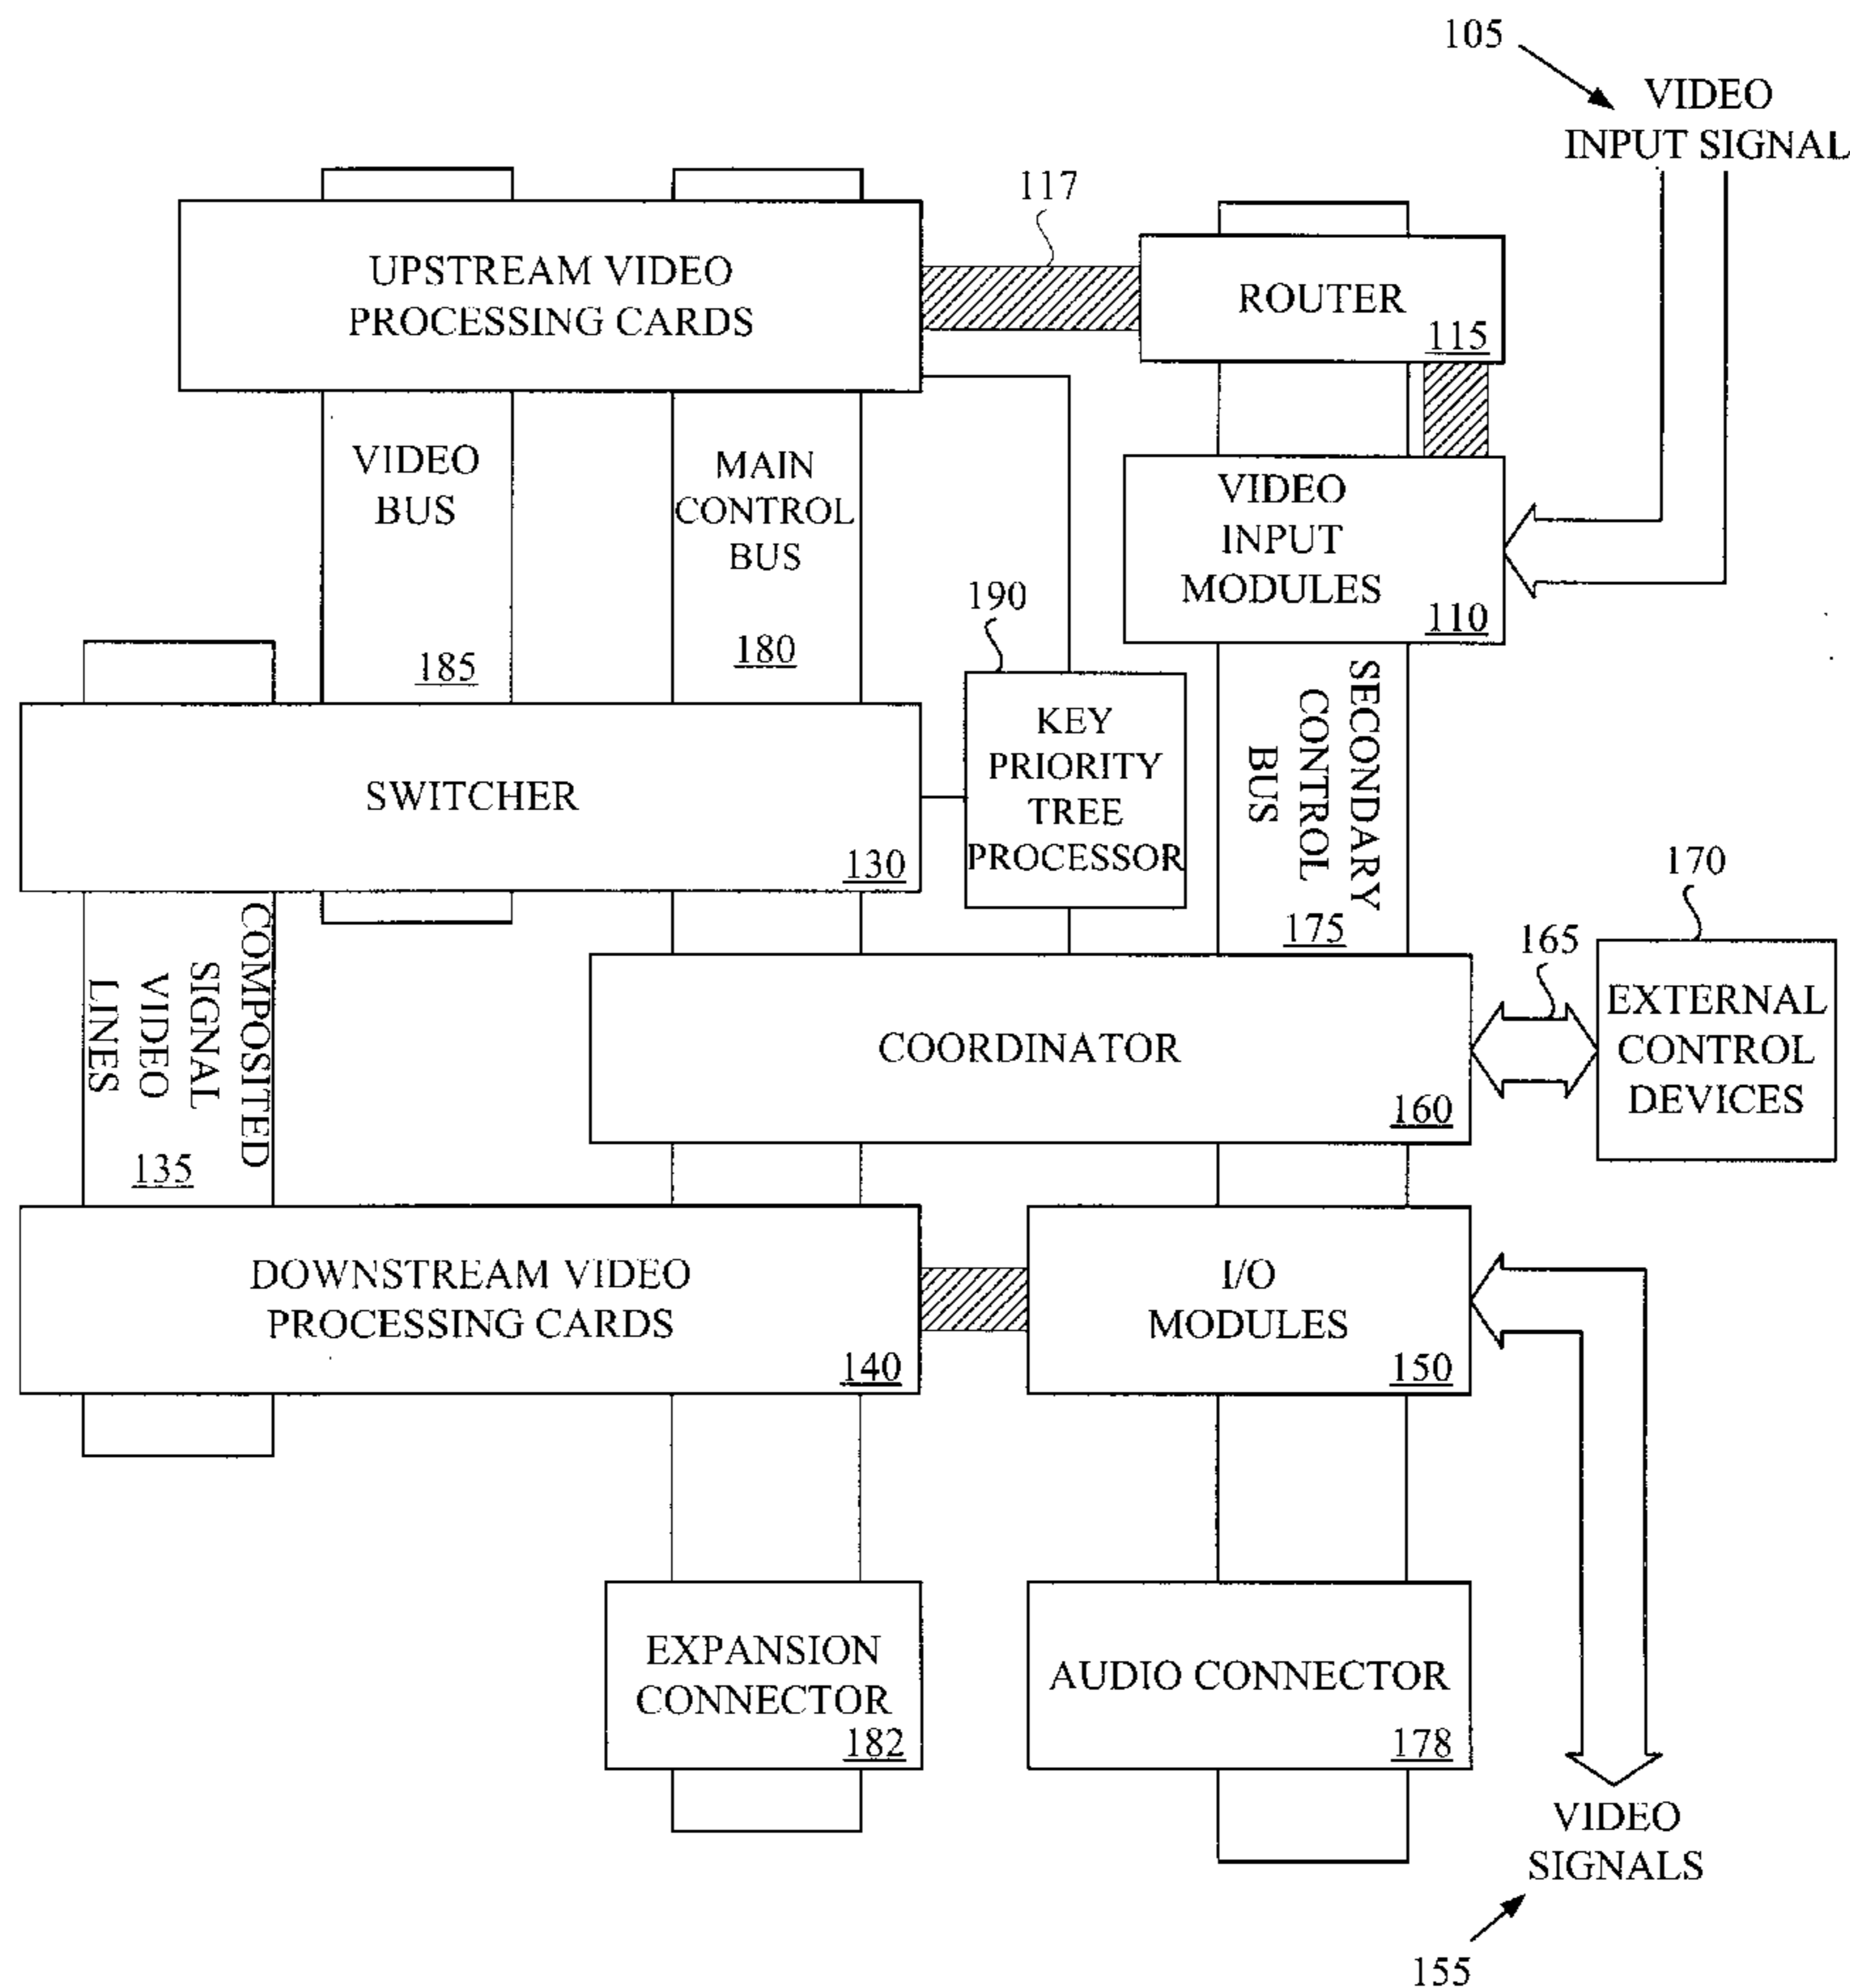 105
VIDEO
INPUT SIGNAL
117
UPSTREAM VIDEO
PROCESSING CARDS
ROUTER
115
VIDEO
BUS
185
MAIN
CONTROL
BUS
180
VIDEO
INPUT
MODULES
110
190
KEY
PRIORITY
TREE
PROCESSOR
SECONDARY
CONTROL
BUS
175
SWITCHER
130
170
165
EXTERNAL
CONTROL
DEVICES
COMPOSITED
SIGNAL
VIDEO
LINES
135
COORDINATOR
160
DOWNSTREAM VIDEO
PROCESSING CARDS
140
I/O
MODULES
150
EXPANSION
CONNECTOR
182
AUDIO CONNECTOR
178
VIDEO
SIGNALS
155